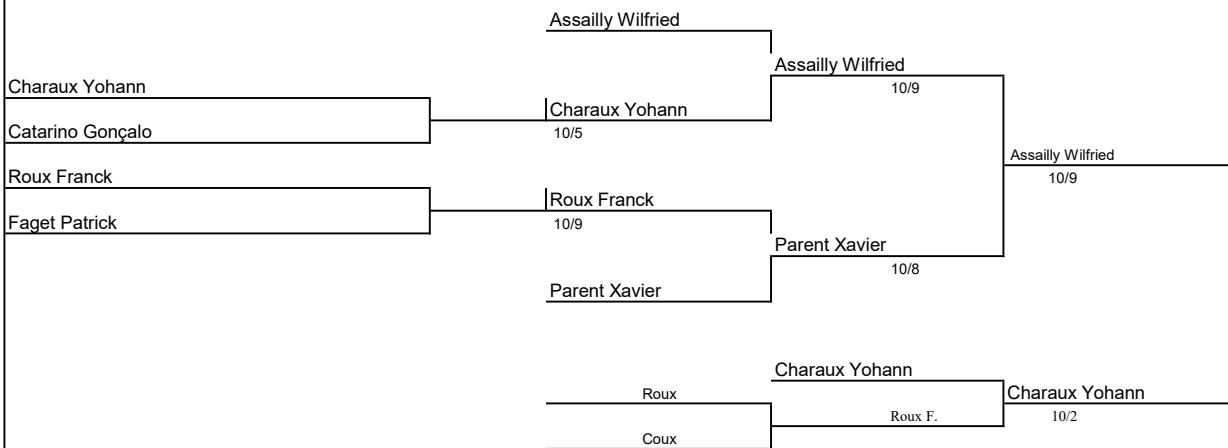 Assailly Wilfried
Assailly Wilfried
10/9
Charaux Yohann
Charaux Yohann
10/5
Catarino Gonçalo
Assailly Wilfried
10/9
Roux Franck
Roux Franck
10/9
Faget Patrick
Parent Xavier
10/8
Parent Xavier
Charaux Yohann
Roux
Charaux Yohann
Roux F.
10/2
Coux